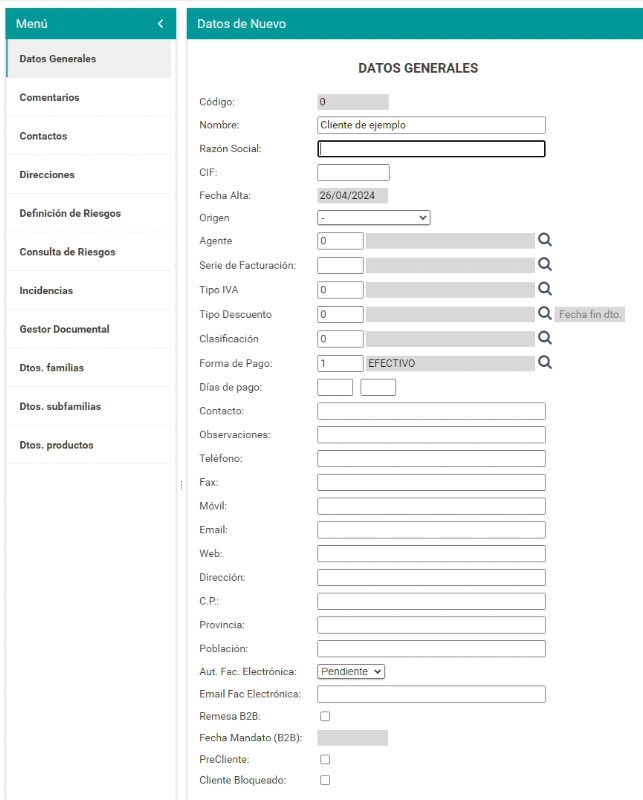 Menú
Datos Generales
Comentarios
Contactos
Direcciones
Definición de Riesgos
Consulta de Riesgos
Incidencias
Gestor Documental
Dtos. familias
Dtos. subfamilias
Dtos. productos
Datos de Nuevo
DATOS GENERALES
Código: 0
Nombre: Cliente de ejemplo
Razón Social:
CIF:
Fecha Alta: 26/04/2024
Origen -
Agente 0
Serie de Facturación:
Tipo IVA 0
Tipo Descuento 0 Fecha fin dto.
Clasificación 0
Forma de Pago: 1 EFECTIVO
Días de pago:
Contacto:
Observaciones:
Teléfono:
Fax:
Móvil:
Email:
Web:
Dirección:
C.P.:
Provincia:
Población:
Aut. Fac. Electrónica: Pendiente
Email Fac Electrónica:
Remesa B2B:
Fecha Mandato (B2B):
PreCliente:
Cliente Bloqueado: